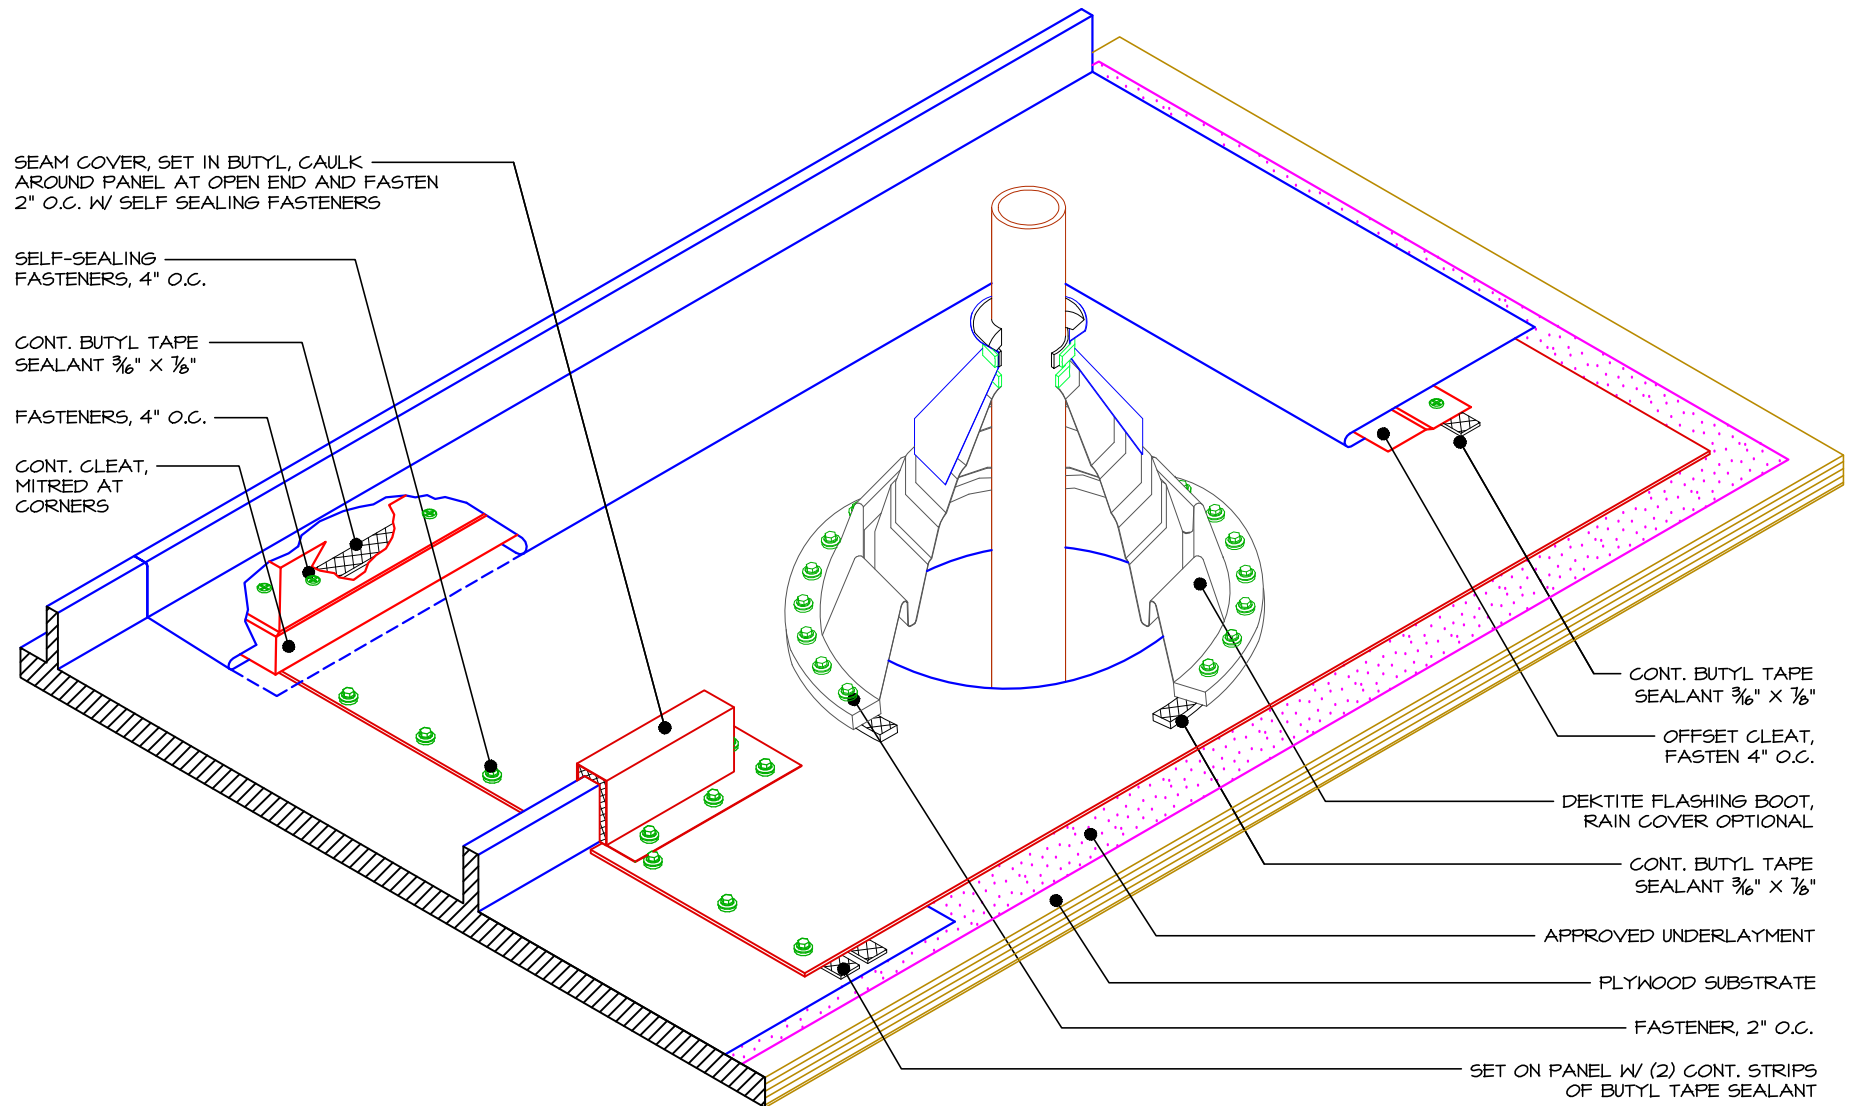 SEAM COVER, SET IN BUTYL, CAULK
AROUND PANEL AT OPEN END AND FASTEN
2" O.C. W/ SELF SEALING FASTENERS
SELF-SEALING
FASTENERS, 4" O.C.
CONT. BUTYL TAPE
SEALANT 3/16" X 7/8"
FASTENERS, 4" O.C.
CONT. CLEAT,
MITRED AT
CORNERS
CONT. BUTYL TAPE
SEALANT 3/16" X 7/8"
OFFSET CLEAT,
FASTEN 4" O.C.
DEKTITE FLASHING BOOT,
RAIN COVER OPTIONAL
CONT. BUTYL TAPE
SEALANT 3/16" X 7/8"
APPROVED UNDERLAYMENT
PLYWOOD SUBSTRATE
FASTENER, 2" O.C.
SET ON PANEL W/ (2) CONT. STRIPS
OF BUTYL TAPE SEALANT